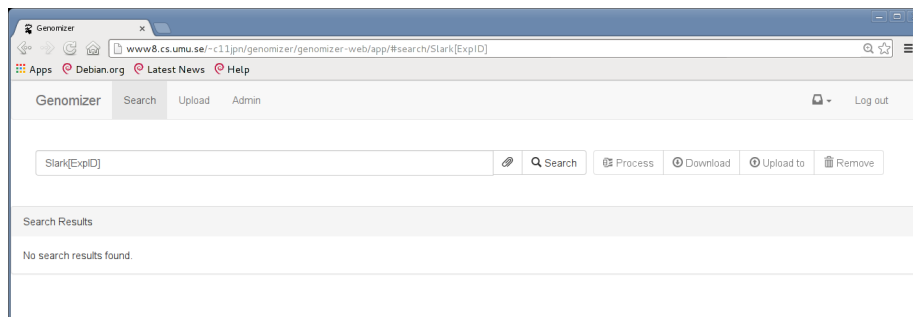 Genomizer
www8.cs.umu.se/~c11jpn/genomizer/genomizer-web/app/#search/Slark[ExpID]
Apps Debian.org Latest News Help
Genomizer Search Upload Admin Log out
Slark[ExpID] Search Process Download Upload to Remove
Search Results
No search results found.